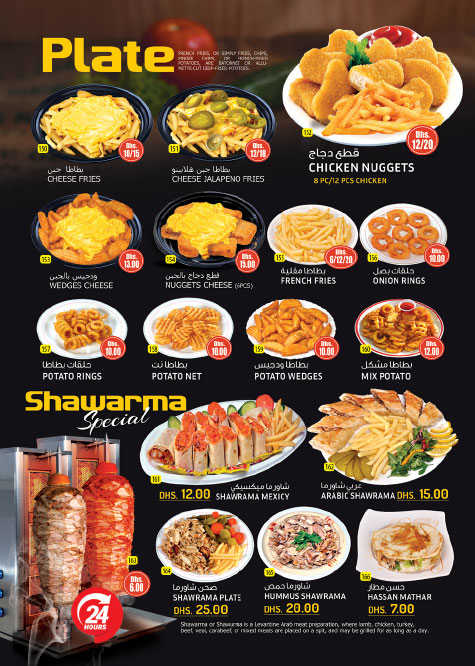 Plate
FRENCH FRIES, OR SIMPLY FRIES, CHIPS,
FINGER CHIPS, OR FRENCH-FRIED
POTATOES, ARE BATONNET OR ALLU-
METTE-CUT DEEP-FRIED POTATOES.
150
Dhs.
10/15
بطاطا جبن
CHEESE FRIES
151
Dhs.
12/18
بطاطا جبن هلابينو
CHEESE JALAPENO FRIES
152
Dhs.
12/20
قطع دجاج
CHICKEN NUGGETS
8 PC/12 PCS CHICKEN
153
Dhs.
13.00
ودجيس بالجبن
WEDGES CHEESE
154
Dhs.
15.00
قطع دجاج بالجبن
NUGGETS CHEESE (6PCS)
155
Dhs.
6/12/20
بطاطا مقلية
FRENCH FRIES
156
Dhs.
10.00
حلقات بصل
ONION RINGS
157
Dhs.
10.00
حلقات بطاطا
POTATO RINGS
158
Dhs.
10.00
بطاطا نت
POTATO NET
159
Dhs.
10.00
بطاطا ودجيس
POTATO WEDGES
160
Dhs.
12.00
بطاطا مشكل
MIX POTATO
Shawarma
Special
161
شاورما ميكسيكي
DHS. 12.00 SHAWRAMA MEXICY
162
عربي شاورما
ARABIC SHAWRAMA DHS. 15.00
163
Dhs.
6.00
24
HOURS
164
صحن شاورما
SHAWRAMA PLATE
DHS. 25.00
165
شاورما حمص
HUMMUS SHAWRAMA
DHS. 20.00
166
حسن مطار
HASSAN MATHAR
DHS. 7.00
Shawarma or Shawurma is a Levantine Arab meat preparation, where lamb, chicken, turkey,
beef, veal, carabeef, or mixed meats are placed on a spit, and may be grilled for as long as a day.